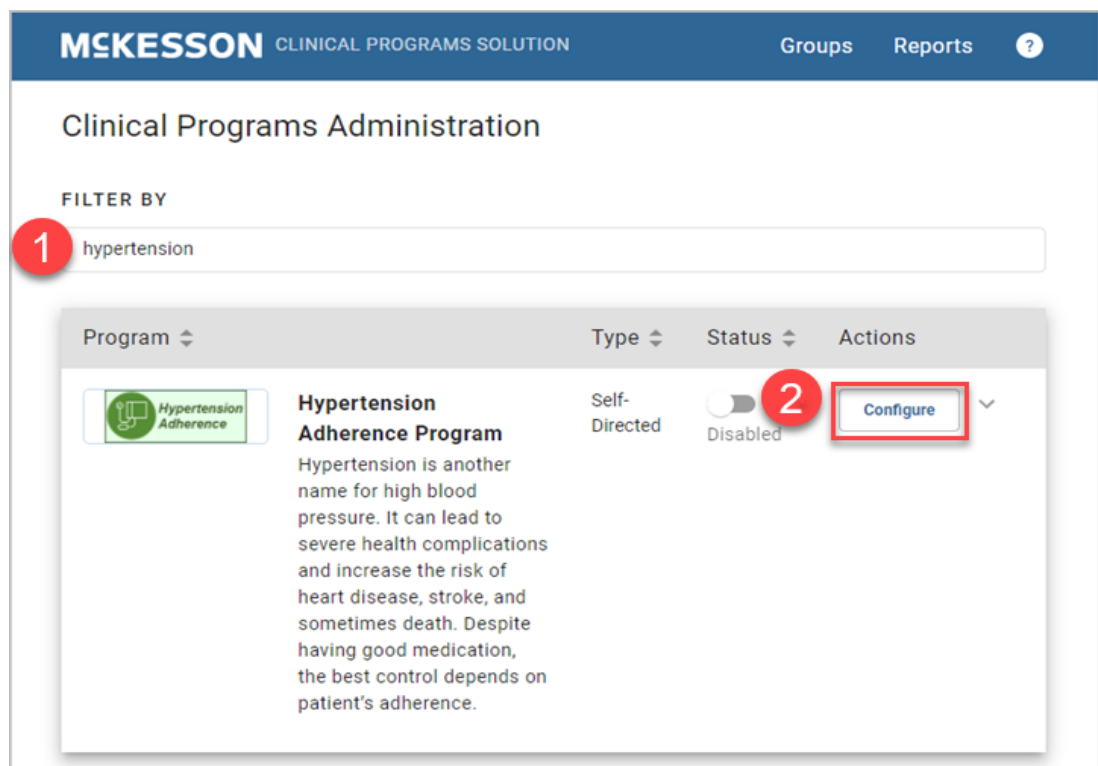 MCKESSON CLINICAL PROGRAMS SOLUTION Groups Reports ?
Clinical Programs Administration
FILTER BY
1 hypertension
Program Type Status Actions
Hypertension
Adherence
Hypertension
Adherence Program
Hypertension is another
name for high blood
pressure. It can lead to
severe health complications
and increase the risk of
heart disease, stroke, and
sometimes death. Despite
having good medication,
the best control depends on
patient's adherence.
Self-
Directed
Disabled
2 Configure